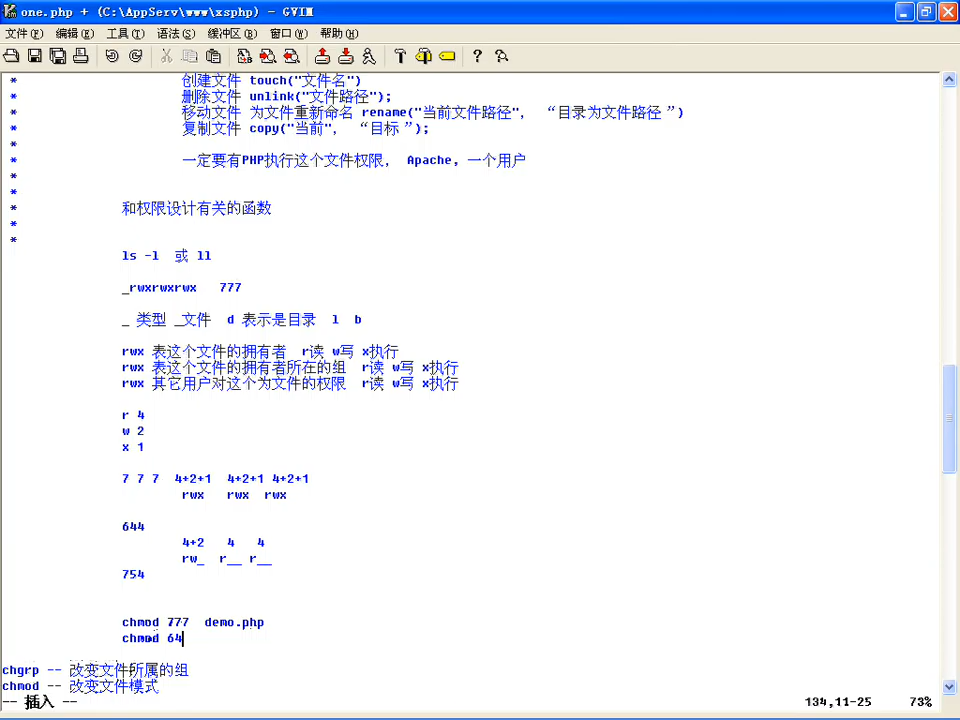 one.php + (C:\AppServ\www\xsphp) - GVIM
文件(F) 编辑(E) 工具(T) 语法(S) 缓冲区(B) 窗口(W) 帮助(H)
* 创建文件 touch("文件名")
* 删除文件 unlink("文件路径");
* 移动文件 为文件重新命名 rename("当前文件路径", “目录为文件路径 ”)
* 复制文件 copy("当前", “目标 ”);
*
* 一定要有PHP执行这个文件权限, Apache, 一个用户
*
*
* 和权限设计有关的函数
*
*
ls -l 或 ll
_rwxrwxrwx 777
_ 类型 _文件 d 表示是目录 l b
rwx 表这个文件的拥有者 r读 w写 x执行
rwx 表这个文件的拥有者所在的组 r读 w写 x执行
rwx 其它用户对这个为文件的权限 r读 w写 x执行
r 4
w 2
x 1
7 7 7 4+2+1 4+2+1 4+2+1
rwx rwx rwx
644
4+2 4 4
rw_ r__ r__
754
chmod 777 demo.php
chmod 64
chgrp -- 改变文件所属的组
chmod -- 改变文件模式
-- 插入 -- 134,11-25 73%